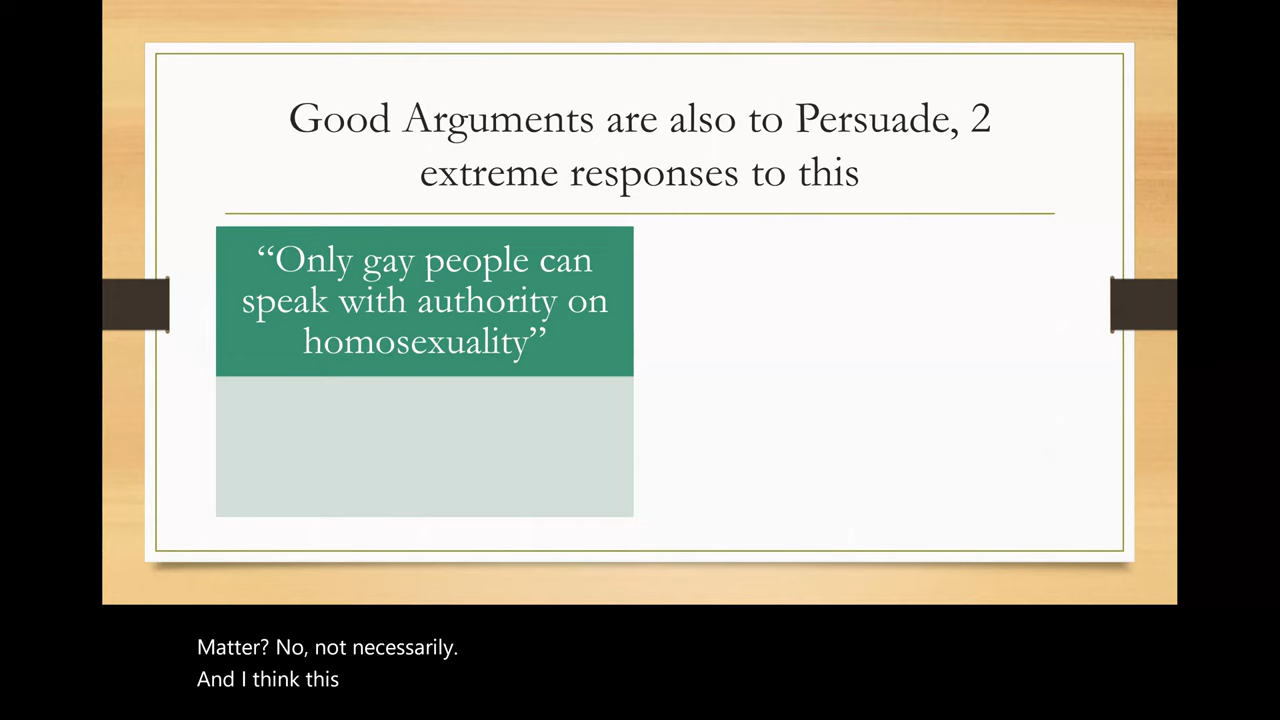 Good Arguments are also to Persuade, 2
extreme responses to this
“Only gay people can
speak with authority on
homosexuality”
Matter? No, not necessarily.
And I think this